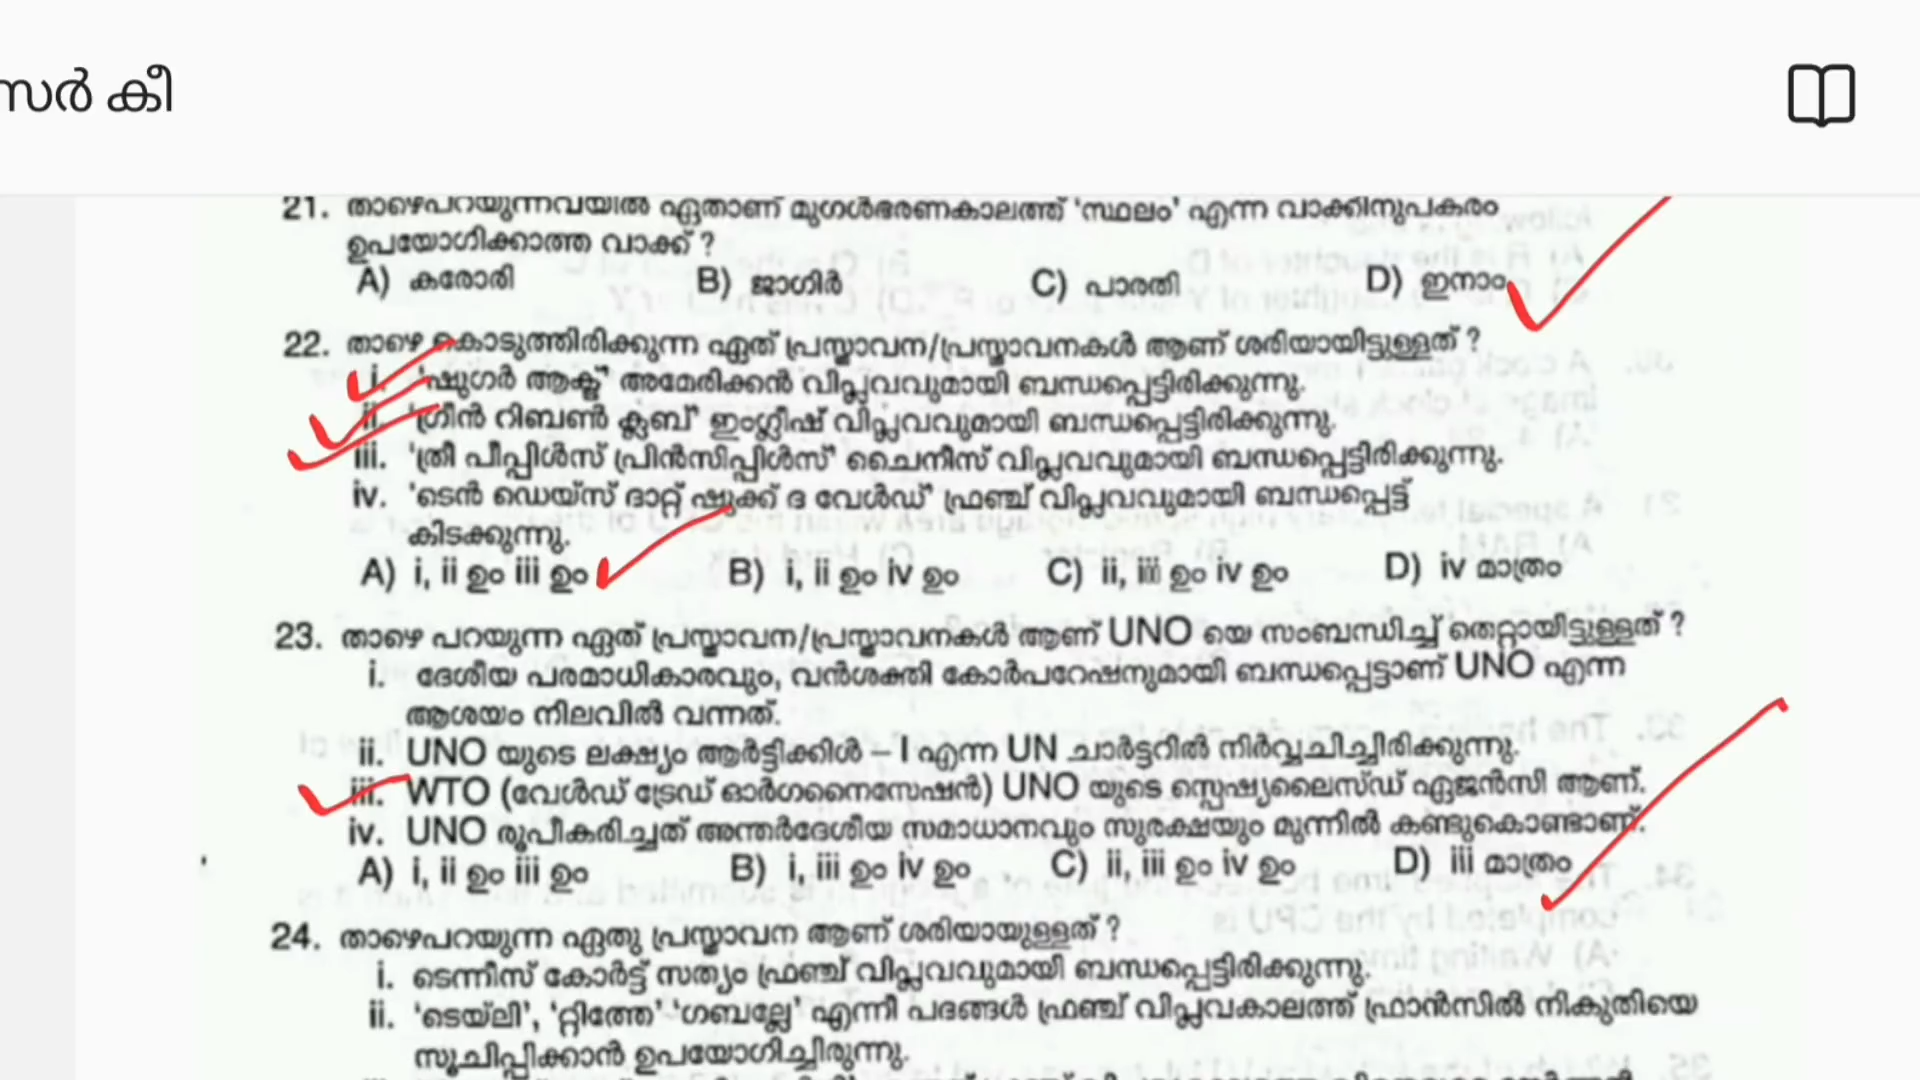 സർ കീ
21. താഴെപറയുന്നവയിൽ ഏതാണ് മുഗൾഭരണകാലത്ത് 'സ്ഥലം' എന്ന വാക്കിനുപകരം
ഉപയോഗിക്കാത്ത വാക്ക് ?
A) കരോരി B) ജാഗിർ C) പാരതി D) ഇനാം
22. താഴെ കൊടുത്തിരിക്കുന്ന ഏത് പ്രസ്താവന/പ്രസ്താവനകൾ ആണ് ശരിയായിട്ടുള്ളത് ?
i. 'ഷുഗർ ആക്ട്' അമേരിക്കൻ വിപ്ലവവുമായി ബന്ധപ്പെട്ടിരിക്കുന്നു.
ii. 'ഗ്രീൻ റിബൺ ക്ലബ്' ഇംഗ്ലീഷ് വിപ്ലവവുമായി ബന്ധപ്പെട്ടിരിക്കുന്നു.
iii. 'ത്രീ പീപ്പിൾസ് പ്രിൻസിപ്പിൾസ്' ചൈനീസ് വിപ്ലവവുമായി ബന്ധപ്പെട്ടിരിക്കുന്നു.
iv. 'ടെൻ ഡെയ്സ് ദാറ്റ് ഷുക്ക് ദ വേൾഡ്' ഫ്രഞ്ച് വിപ്ലവവുമായി ബന്ധപ്പെട്ട്
കിടക്കുന്നു.
A) i, ii ഉം iii ഉം B) i, ii ഉം iv ഉം C) ii, iii ഉം iv ഉം D) iv മാത്രം
23. താഴെ പറയുന്ന ഏത് പ്രസ്താവന/പ്രസ്താവനകൾ ആണ് UNO യെ സംബന്ധിച്ച് തെറ്റായിട്ടുള്ളത് ?
i. ദേശീയ പരമാധികാരവും, വൻശക്തി കോർപറേഷനുമായി ബന്ധപ്പെട്ടാണ് UNO എന്ന
ആശയം നിലവിൽ വന്നത്.
ii. UNO യുടെ ലക്ഷ്യം ആർട്ടിക്കിൾ – I എന്ന UN ചാർട്ടറിൽ നിർവ്വചിച്ചിരിക്കുന്നു.
iii. WTO (വേൾഡ് ട്രേഡ് ഓർഗനൈസേഷൻ) UNO യുടെ സ്പെഷ്യലൈസ്ഡ് ഏജൻസി ആണ്.
iv. UNO രൂപീകരിച്ചത് അന്തർദേശീയ സമാധാനവും സുരക്ഷയും മുന്നിൽ കണ്ടുകൊണ്ടാണ്.
A) i, ii ഉം iii ഉം B) i, iii ഉം iv ഉം C) ii, iii ഉം iv ഉം D) iii മാത്രം
24. താഴെപറയുന്ന ഏതു പ്രസ്താവന ആണ് ശരിയായുള്ളത് ?
i. ടെന്നീസ് കോർട്ട് സത്യം ഫ്രഞ്ച് വിപ്ലവവുമായി ബന്ധപ്പെട്ടിരിക്കുന്നു.
ii. 'ടെയ്‌ലി', 'റ്റിത്തേ' 'ഗബല്ലേ' എന്നീ പദങ്ങൾ ഫ്രഞ്ച് വിപ്ലവകാലത്ത് ഫ്രാൻസിൽ നികുതിയെ
സൂചിപ്പിക്കാൻ ഉപയോഗിച്ചിരുന്നു.